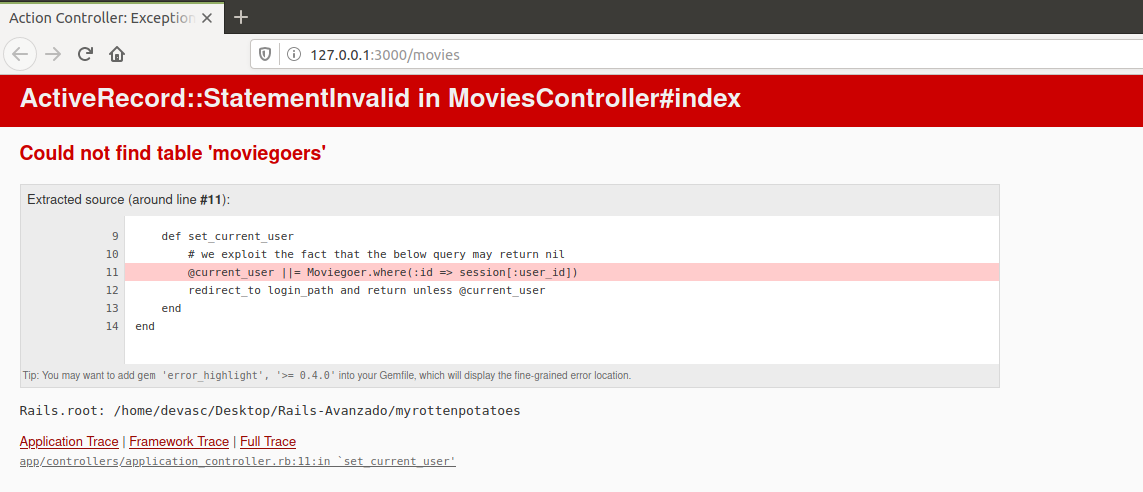 Action Controller: Exception
127.0.0.1:3000/movies
ActiveRecord::StatementInvalid in MoviesController#index
Could not find table 'moviegoers'
Extracted source (around line #11):
9 def set_current_user
10 # we exploit the fact that the below query may return nil
11 @current_user ||= Moviegoer.where(:id => session[:user_id])
12 redirect_to login_path and return unless @current_user
13 end
14 end
Tip: You may want to add gem 'error_highlight', '>= 0.4.0' into your Gemfile, which will display the fine-grained error location.
Rails.root: /home/devasc/Desktop/Rails-Avanzado/myrottenpotatoes
Application Trace | Framework Trace | Full Trace
app/controllers/application_controller.rb:11:in `set_current_user'